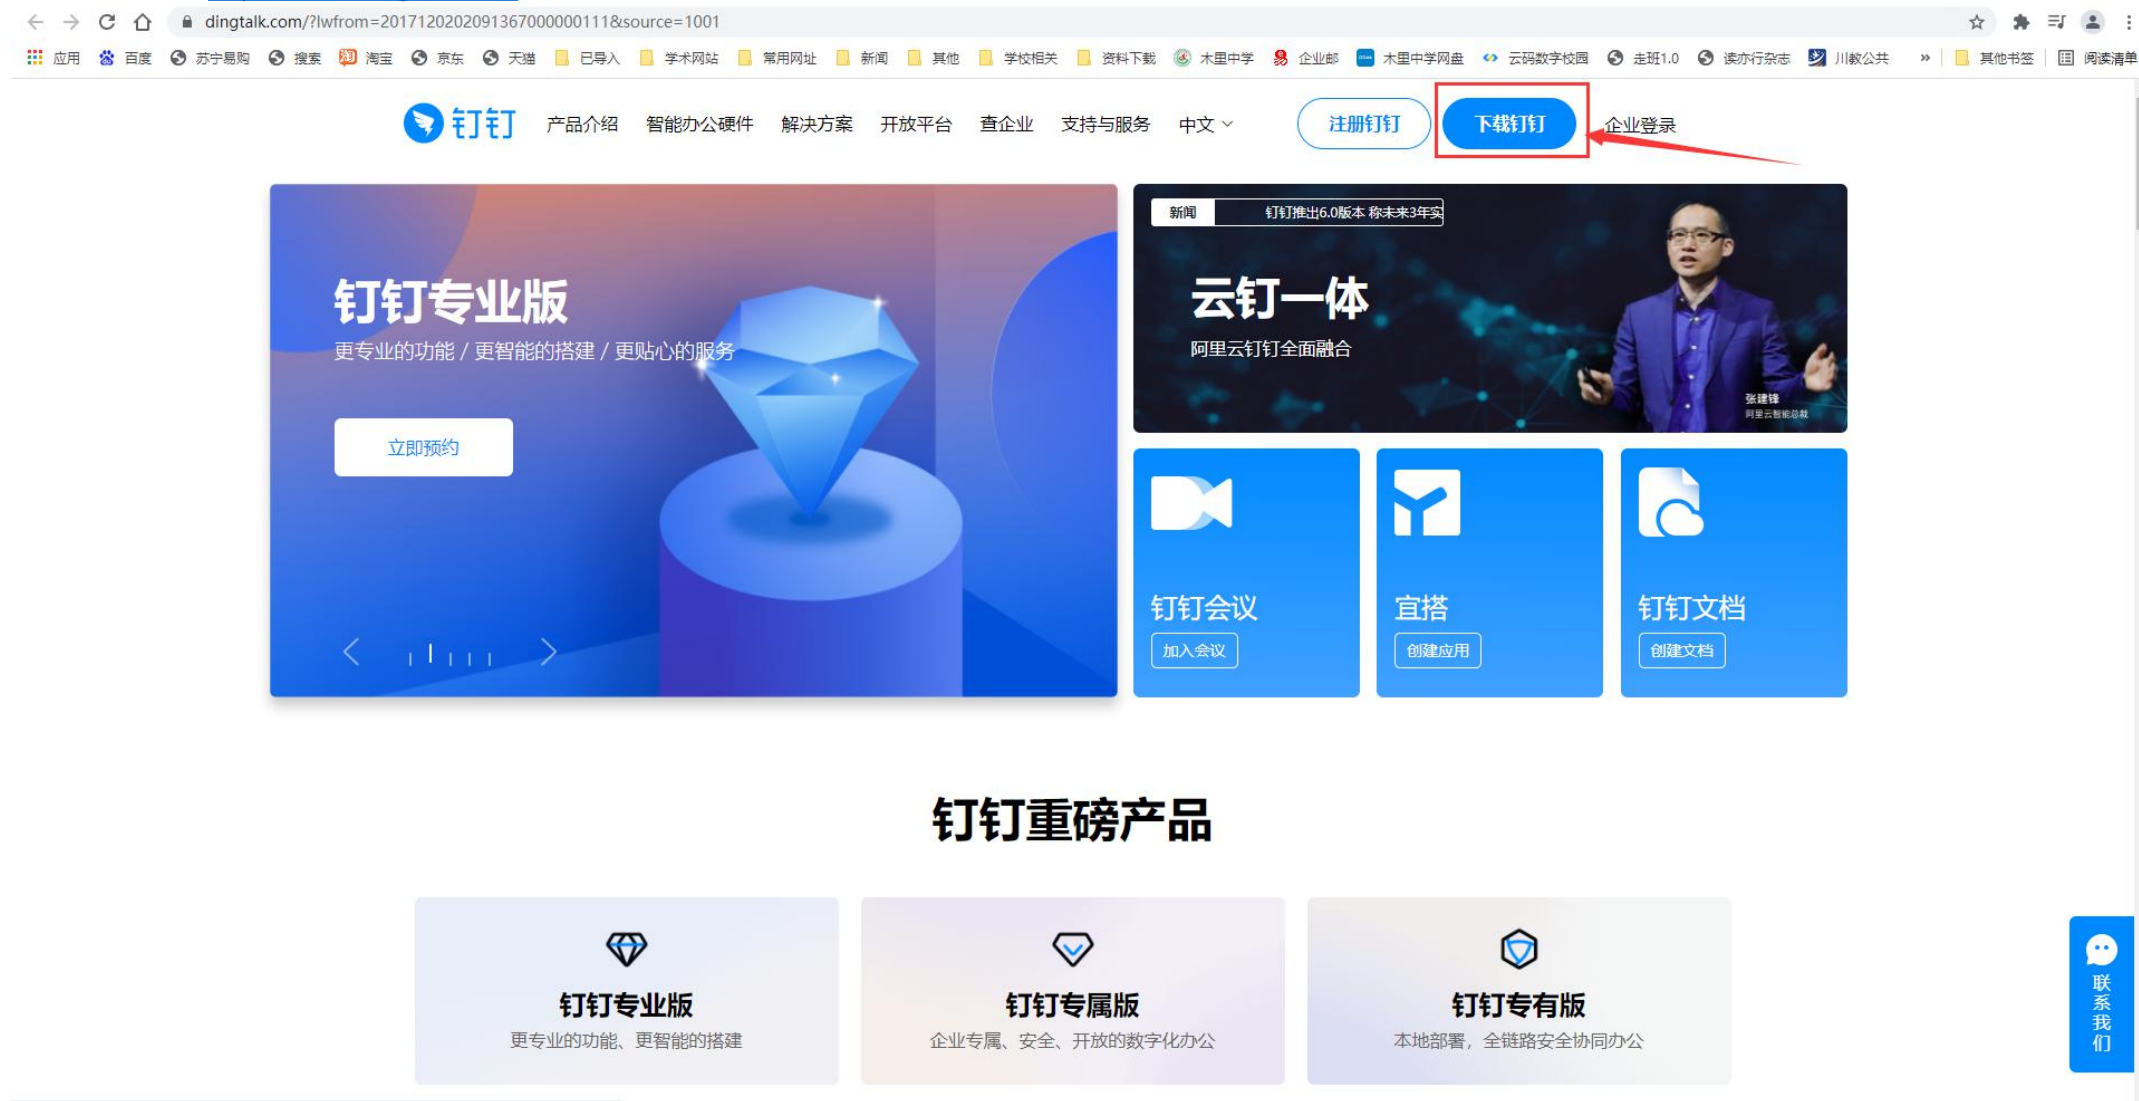 dingtalk.com/?lwfrom=2017120202091367000000111&source=1001
应用 百度 苏宁易购 搜索 淘宝 京东 天猫 已导入 学术网站 常用网址 新闻 其他 学校相关 资料下载 木里中学 企业邮 木里中学网盘 云码数字校园 走班1.0 读亦行杂志 川教公共 » 其他书签 阅读清单
钉钉 产品介绍 智能办公硬件 解决方案 开放平台 查企业 支持与服务 中文 注册钉钉 下载钉钉 企业登录
钉钉专业版
更专业的功能 / 更智能的搭建 / 更贴心的服务
立即预约
新闻 钉钉推出6.0版本 称未来3年实
云钉一体
阿里云钉钉全面融合
张建锋
阿里云智能总裁
钉钉会议
加入会议
宜搭
创建应用
钉钉文档
创建文档
钉钉重磅产品
钉钉专业版
更专业的功能、更智能的搭建
钉钉专属版
企业专属、安全、开放的数字化办公
钉钉专有版
本地部署，全链路安全协同办公
联系我们